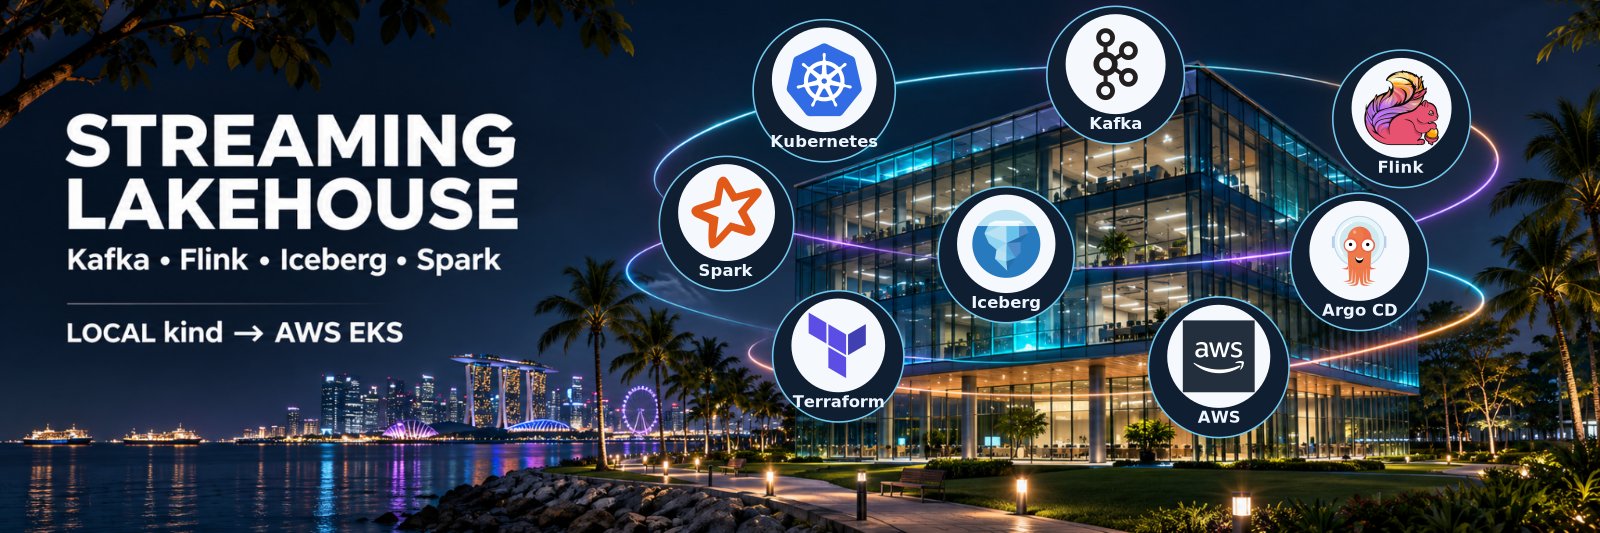 STREAMING
LAKEHOUSE
Kafka • Flink • Iceberg • Spark
LOCAL kind → AWS EKS
Kubernetes
Kafka
Flink
Spark
Iceberg
Argo CD
Terraform
aws
AWS